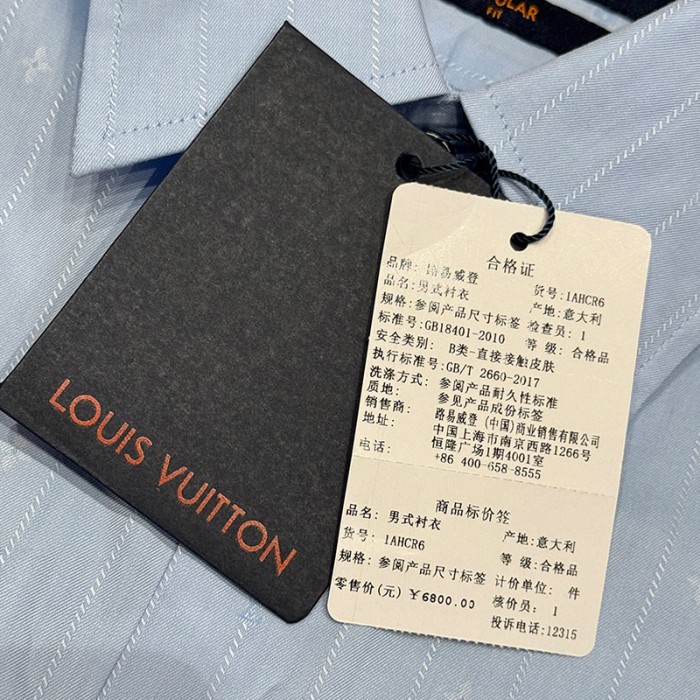 FIT
LOUIS VUITTON
合格证
品牌: 路易威登
品名: 男式衬衣 货号: 1AHCR6
规格: 参阅产品尺寸标签 产地: 意大利
标准号: GB18401-2010 检查员: 1
安全类别: B类-直接接触皮肤 等 级: 合格品
执行标准号: GB/T 2660-2017
洗涤方式: 参阅产品耐久性标准
质地: 参见产品成份标签
销售商: 路易威登 (中国)商业销售有限公司
地址: 中国上海市南京西路1266号
恒隆广场1期4001室
电话: +86 400-658-8555
商品标价签
品名: 男式衬衣 产地: 意大利
货号: 1AHCR6 等 级: 合格品
规格: 参阅产品尺寸标签 计价单位: 件
零售价(元) ¥6800.00 核价员: 1
投诉电话: 12315